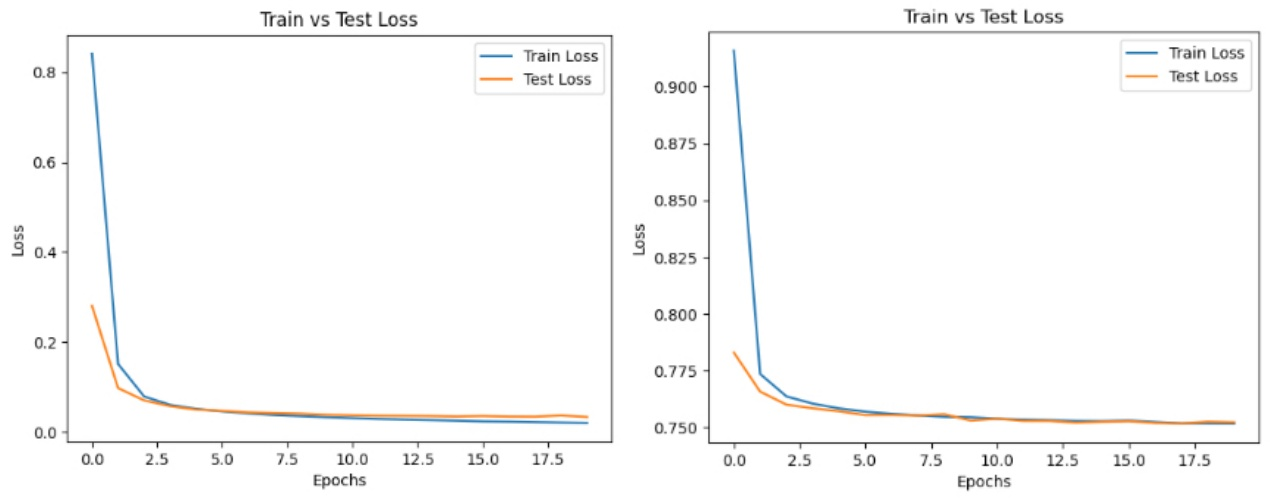 Train vs Test Loss
Train Loss
Test Loss
0.8
0.6
0.4
0.2
0.0
Loss
0.0 2.5 5.0 7.5 10.0 12.5 15.0 17.5
Epochs
Train vs Test Loss
Train Loss
Test Loss
0.900
0.875
0.850
0.825
0.800
0.775
0.750
Loss
0.0 2.5 5.0 7.5 10.0 12.5 15.0 17.5
Epochs